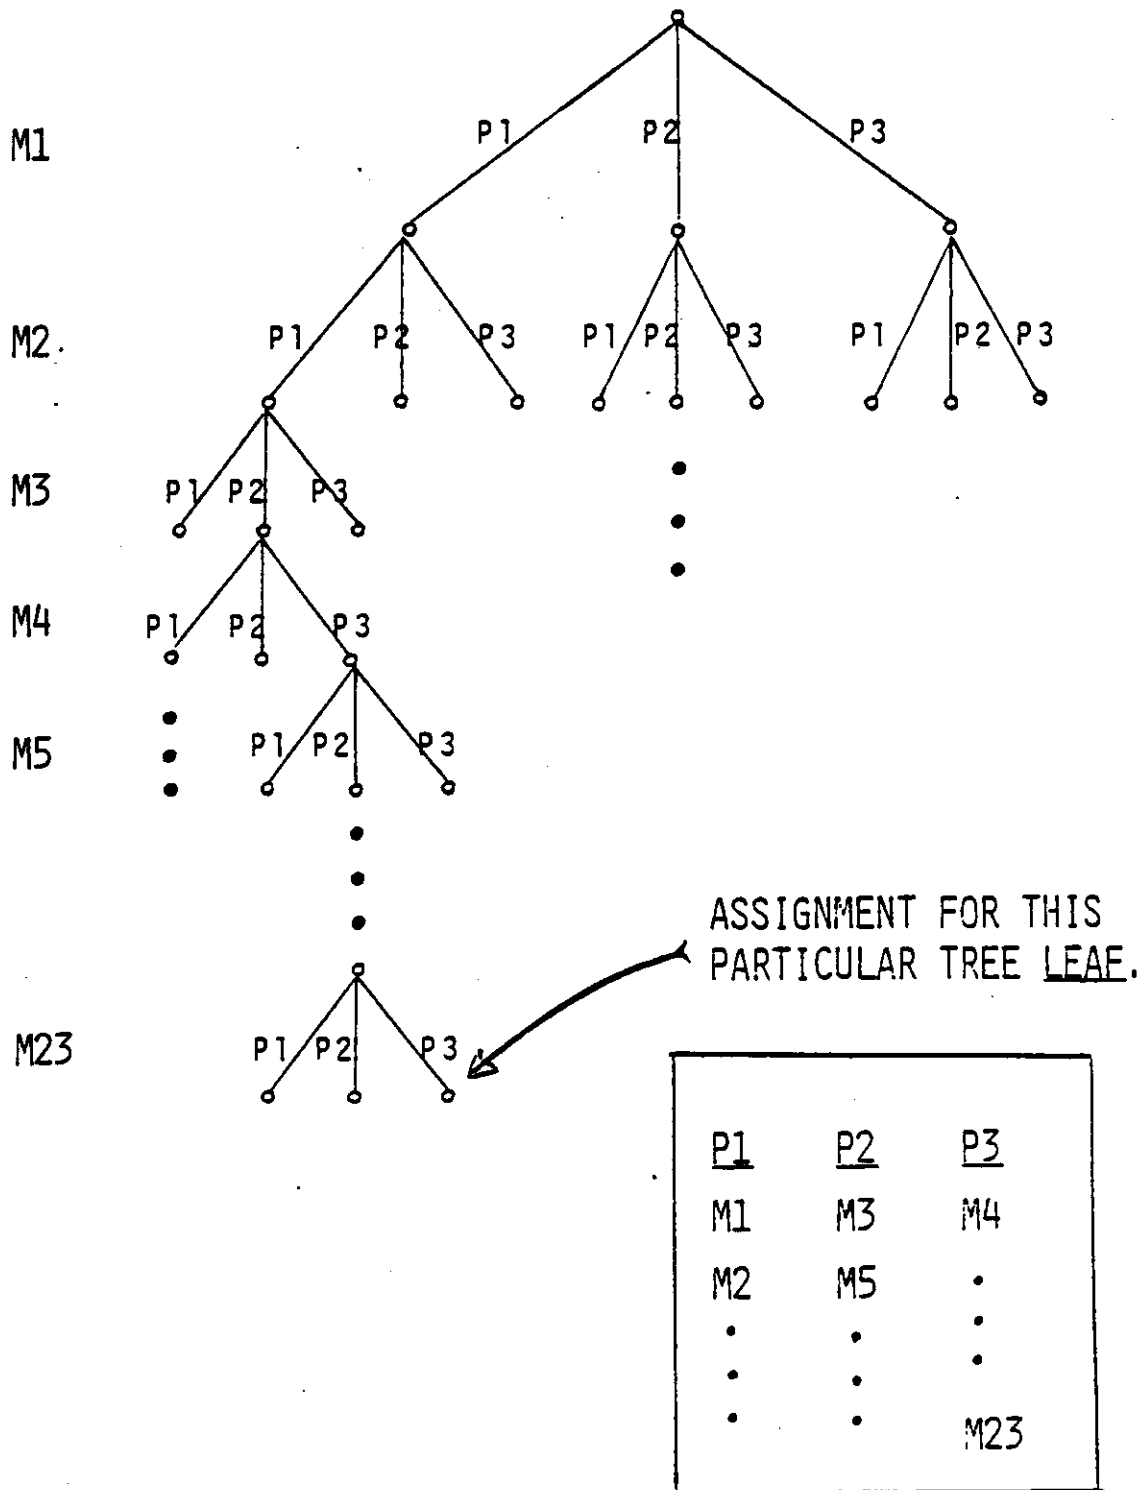 M1 P1 P2 P3
M2. P1 P2 P3 P1 P2 P3 P1 P2 P3
M3 P1 P2 P3
M4 P1 P2 P3
M5 P1 P2 P3
ASSIGNMENT FOR THIS
PARTICULAR TREE LEAF.
M23 P1 P2 P3
P1 P2 P3
M1 M3 M4
M2 M5
M23